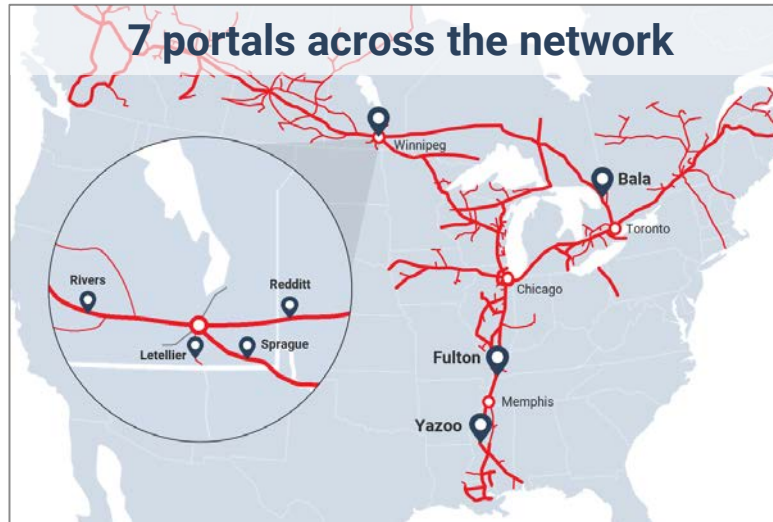 7 portals across the network
Winnipeg
Bala
Toronto
Rivers
Redditt
Chicago
Letellier
Sprague
Fulton
Memphis
Yazoo